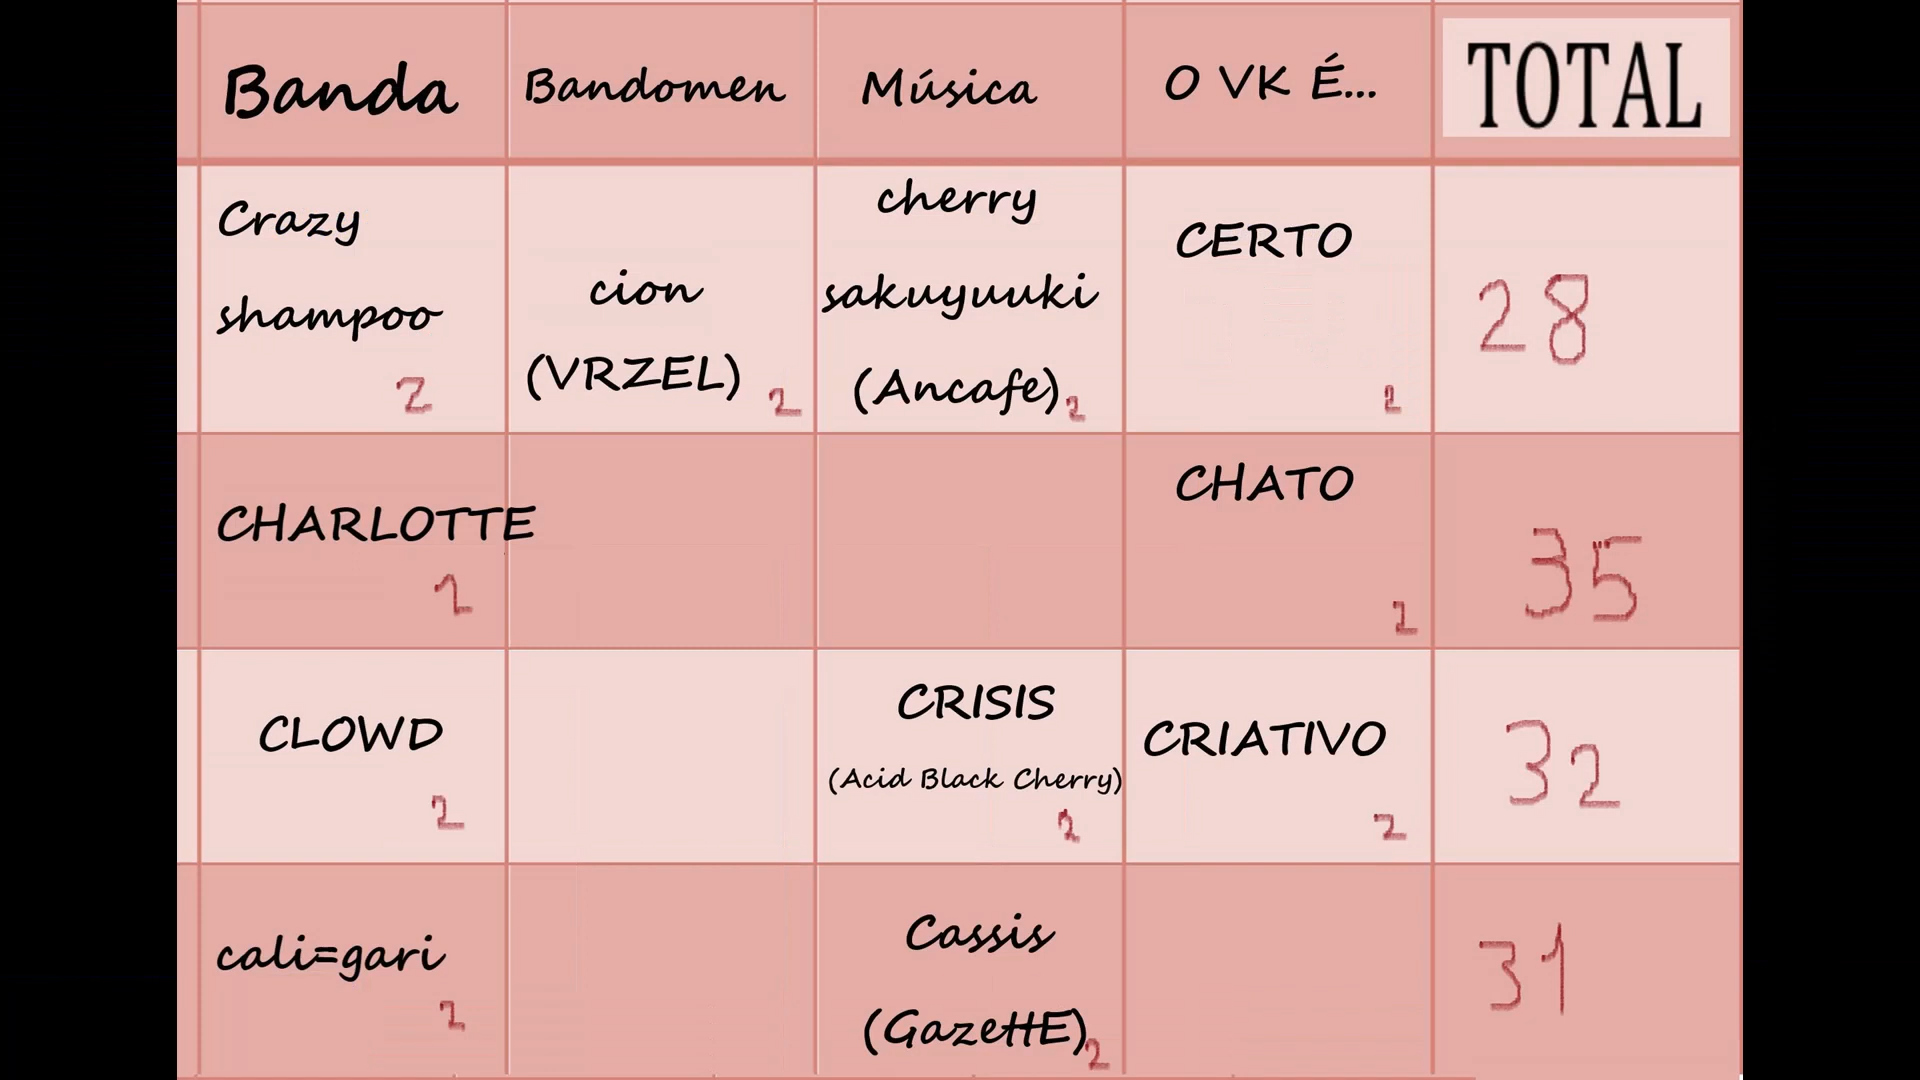 Banda Bandomen Música O VK É... TOTAL
Crazy
shampoo
2
cion
(VRZEL) 2
cherry
sakuyuuki
(Ancafe) 2
CERTO
2
28
CHARLOTTE
1
CHATO
2
35
CLOWD
2
CRISIS
(Acid Black Cherry)
2
CRIATIVO
2
32
cali=gari
2
Cassis
(GazettE) 2
31